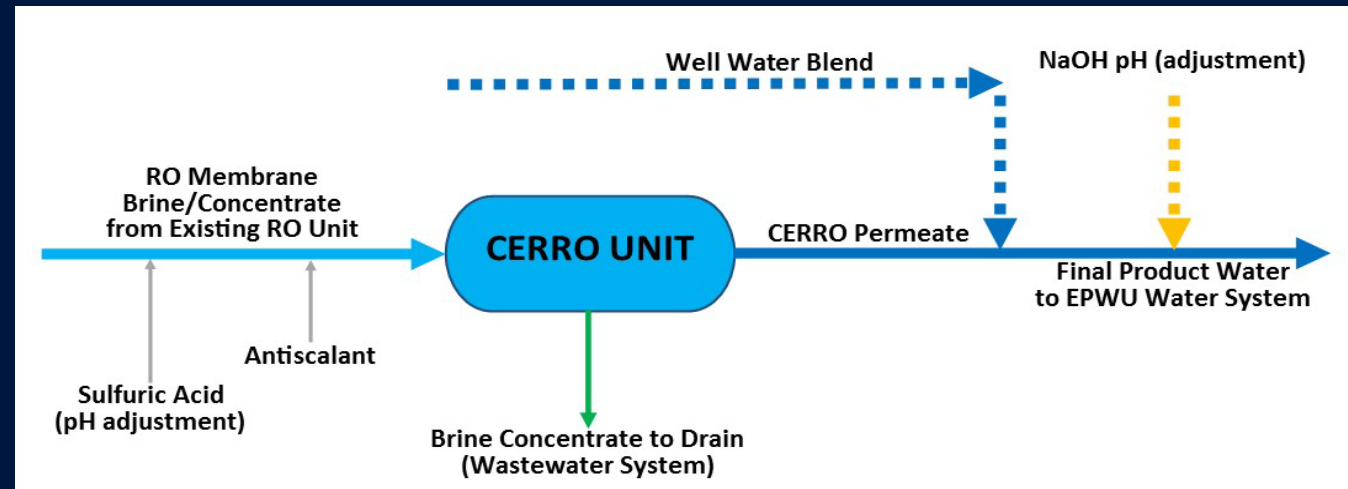 Well Water Blend
NaOH pH (adjustment)
RO Membrane
Brine/Concentrate
from Existing RO Unit
CERRO UNIT
CERRO Permeate
Final Product Water
to EPWU Water System
Antiscalant
Sulfuric Acid
(pH adjustment)
Brine Concentrate to Drain
(Wastewater System)